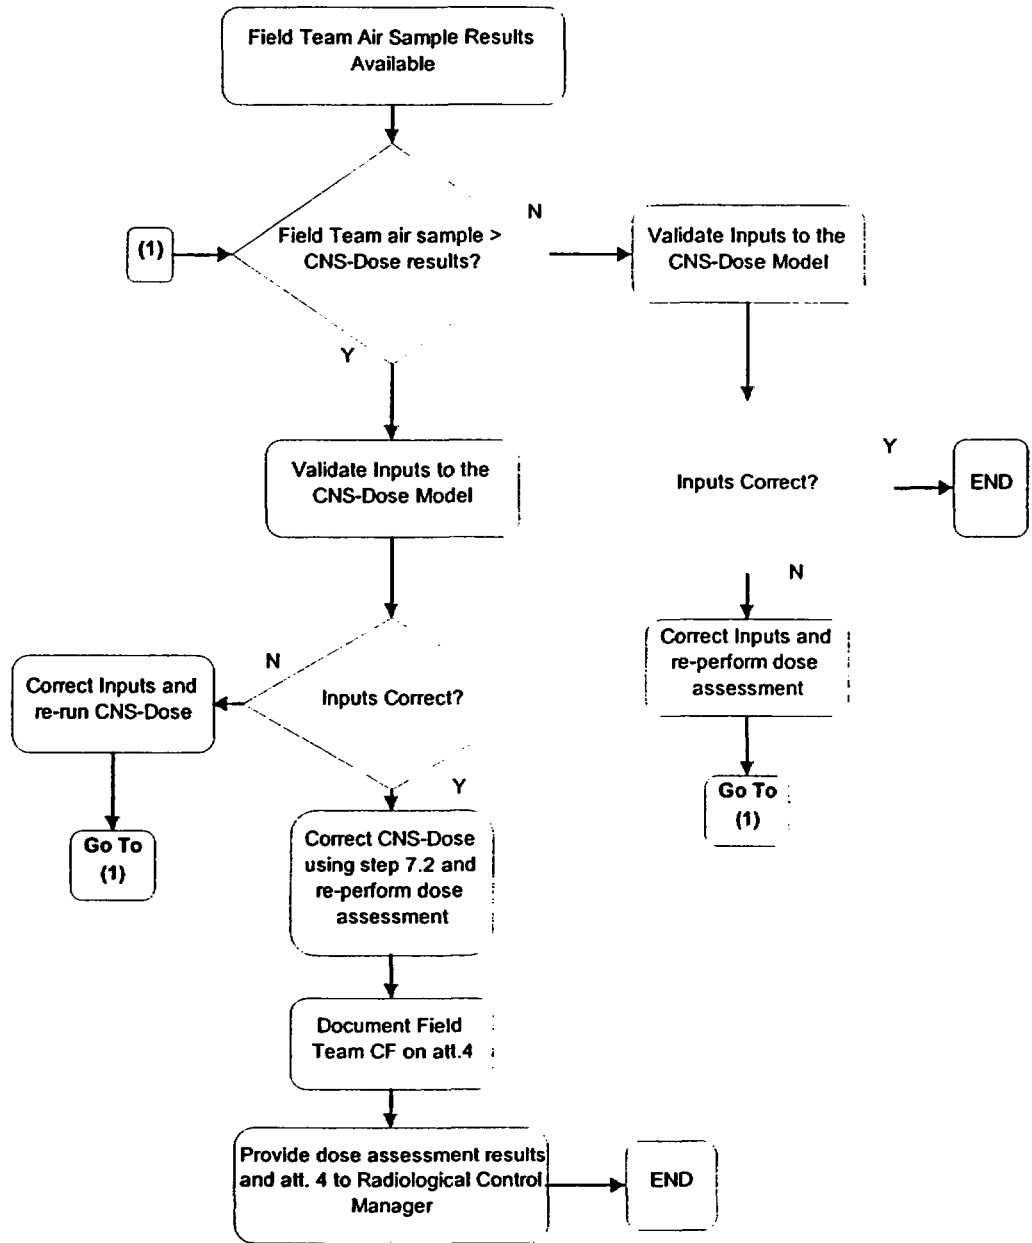 Field Team Air Sample Results
Available
(1)
Field Team air sample >
CNS-Dose results?
N
Validate Inputs to the
CNS-Dose Model
Y
Validate Inputs to the
CNS-Dose Model
Inputs Correct?
Y
END
N
Correct Inputs and
re-perform dose
assessment
Go To
(1)
N
Correct Inputs and
re-run CNS-Dose
Inputs Correct?
Go To
(1)
Y
Correct CNS-Dose
using step 7.2 and
re-perform dose
assessment
Document Field
Team CF on att.4
Provide dose assessment results
and att. 4 to Radiological Control
Manager
END